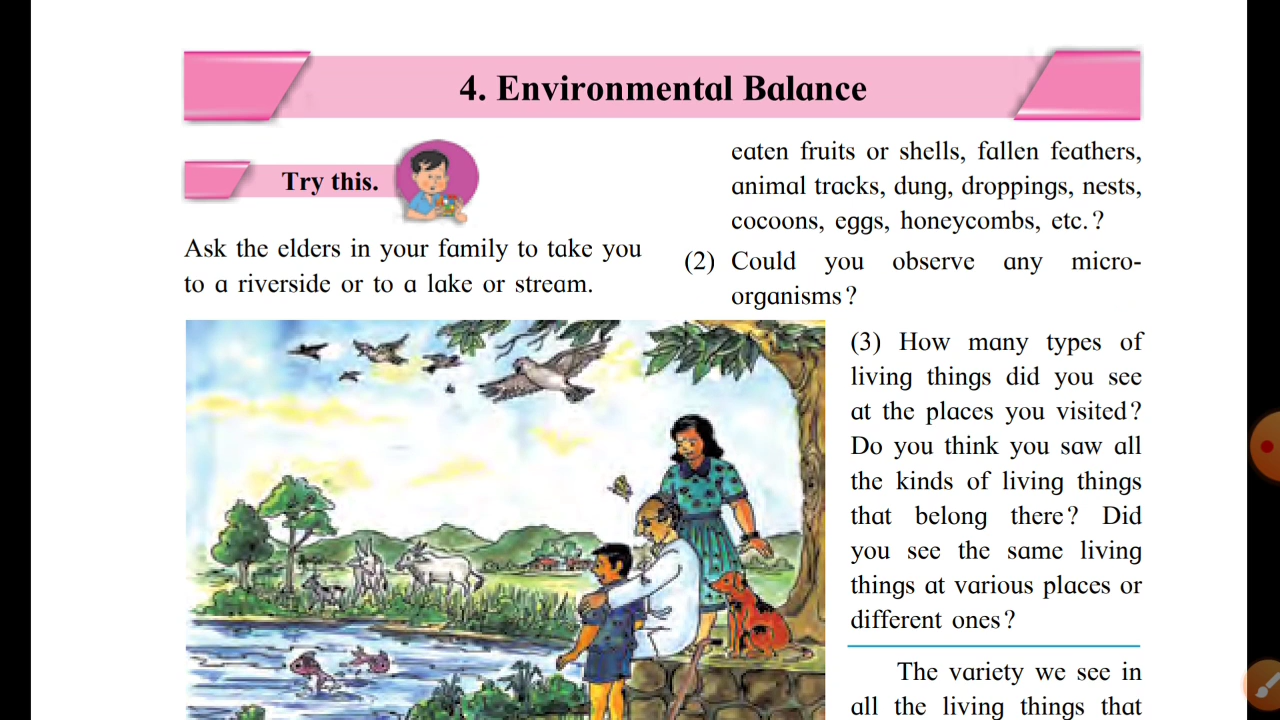 4. Environmental Balance
Try this.
Ask the elders in your family to take you
to a riverside or to a lake or stream.
eaten fruits or shells, fallen feathers,
animal tracks, dung, droppings, nests,
cocoons, eggs, honeycombs, etc.?
(2) Could you observe any micro-
organisms?
(3) How many types of
living things did you see
at the places you visited?
Do you think you saw all
the kinds of living things
that belong there? Did
you see the same living
things at various places or
different ones?
The variety we see in
all the living things that